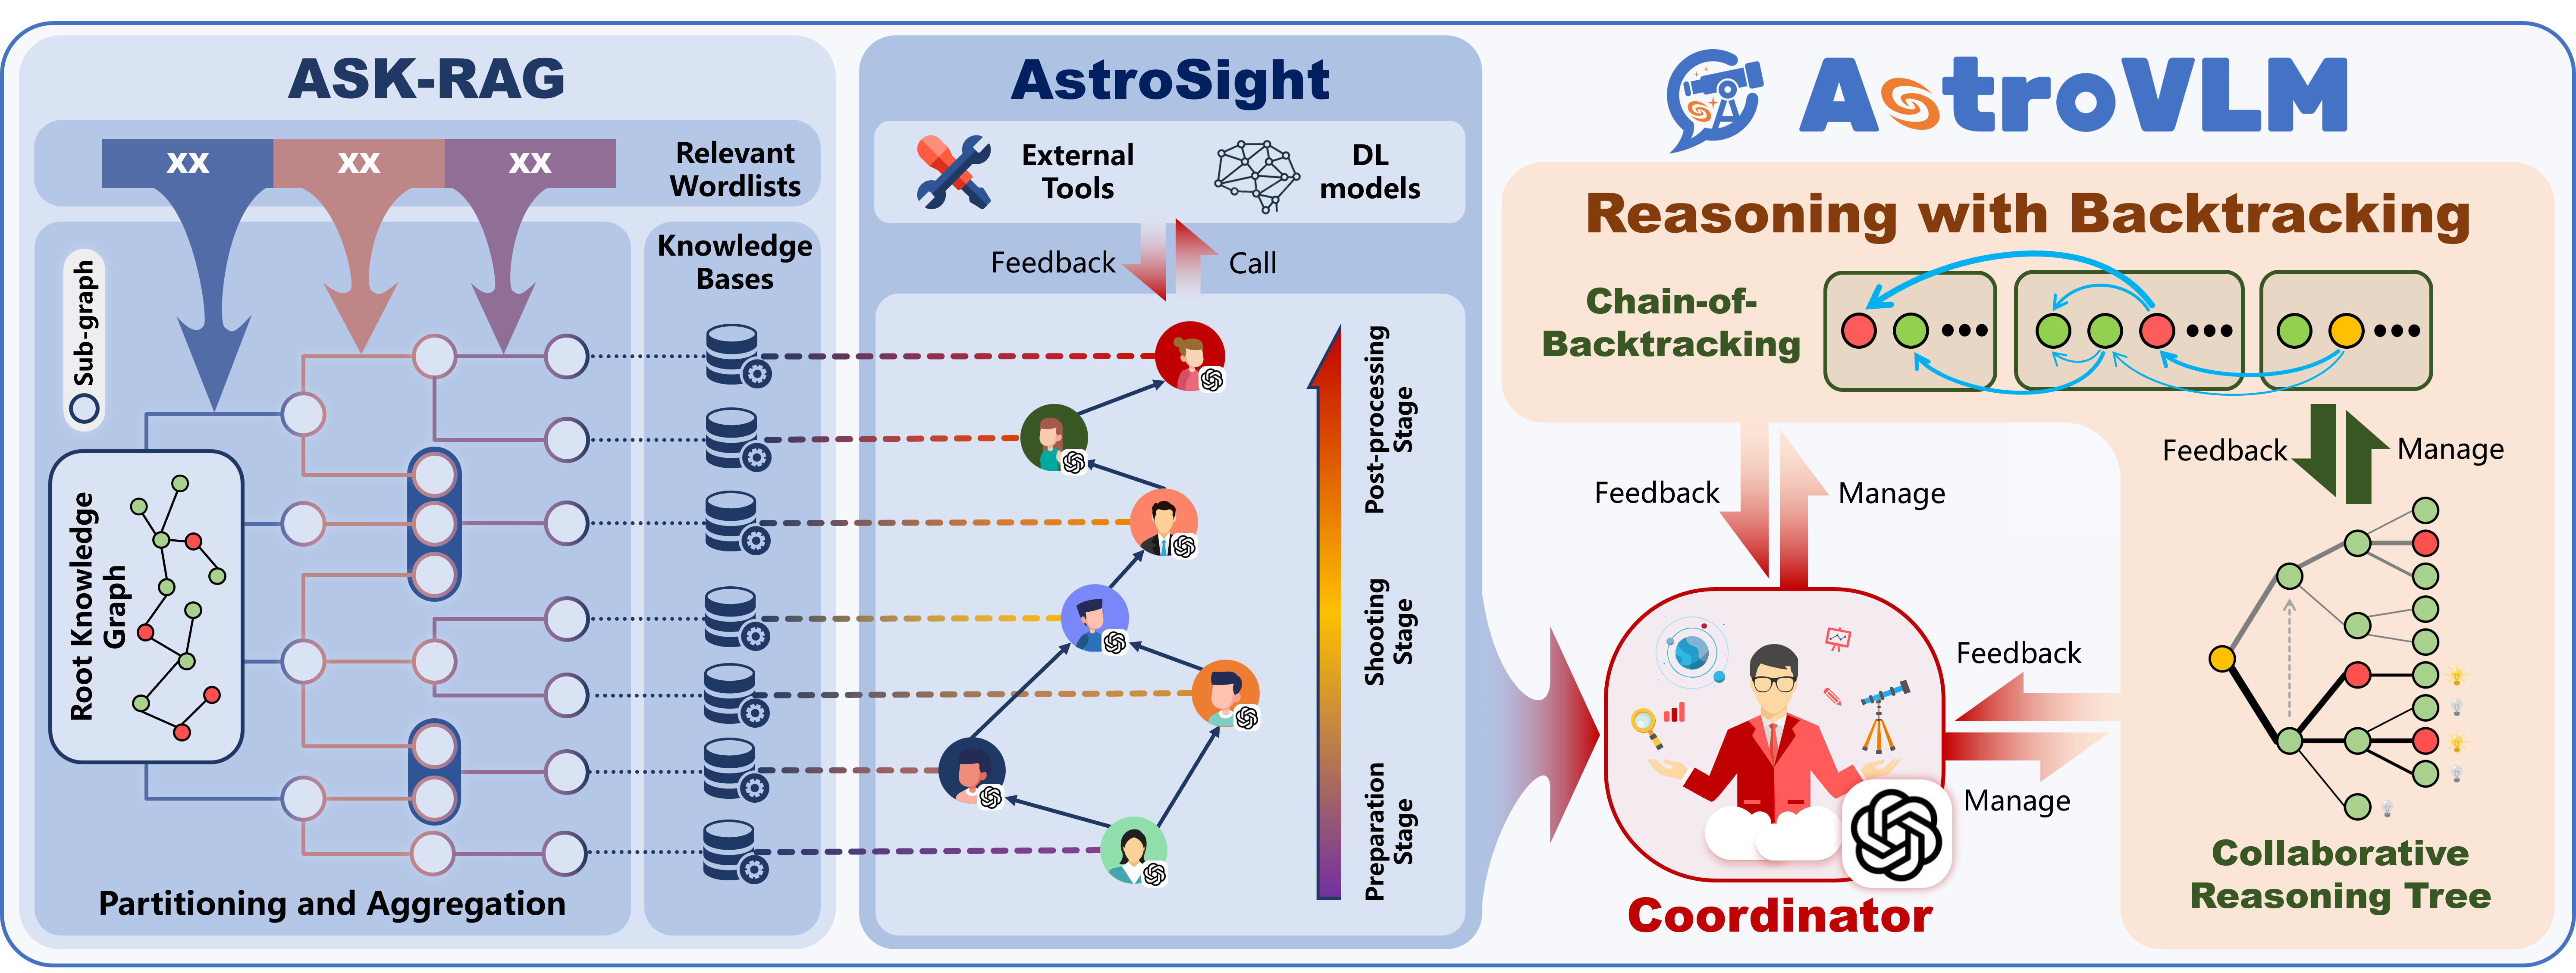 ASK-RAG
XX
XX
XX
Relevant
Wordlists
Sub-graph
Knowledge
Bases
Root Knowledge
Graph
Partitioning and Aggregation
AstroSight
External
Tools
DL
models
Feedback
Call
Post-processing
Stage
Shooting
Stage
Preparation
Stage
AstroVLM
Reasoning with Backtracking
Chain-of-
Backtracking
Feedback
Manage
Feedback
Manage
Feedback
Manage
Coordinator
Collaborative
Reasoning Tree